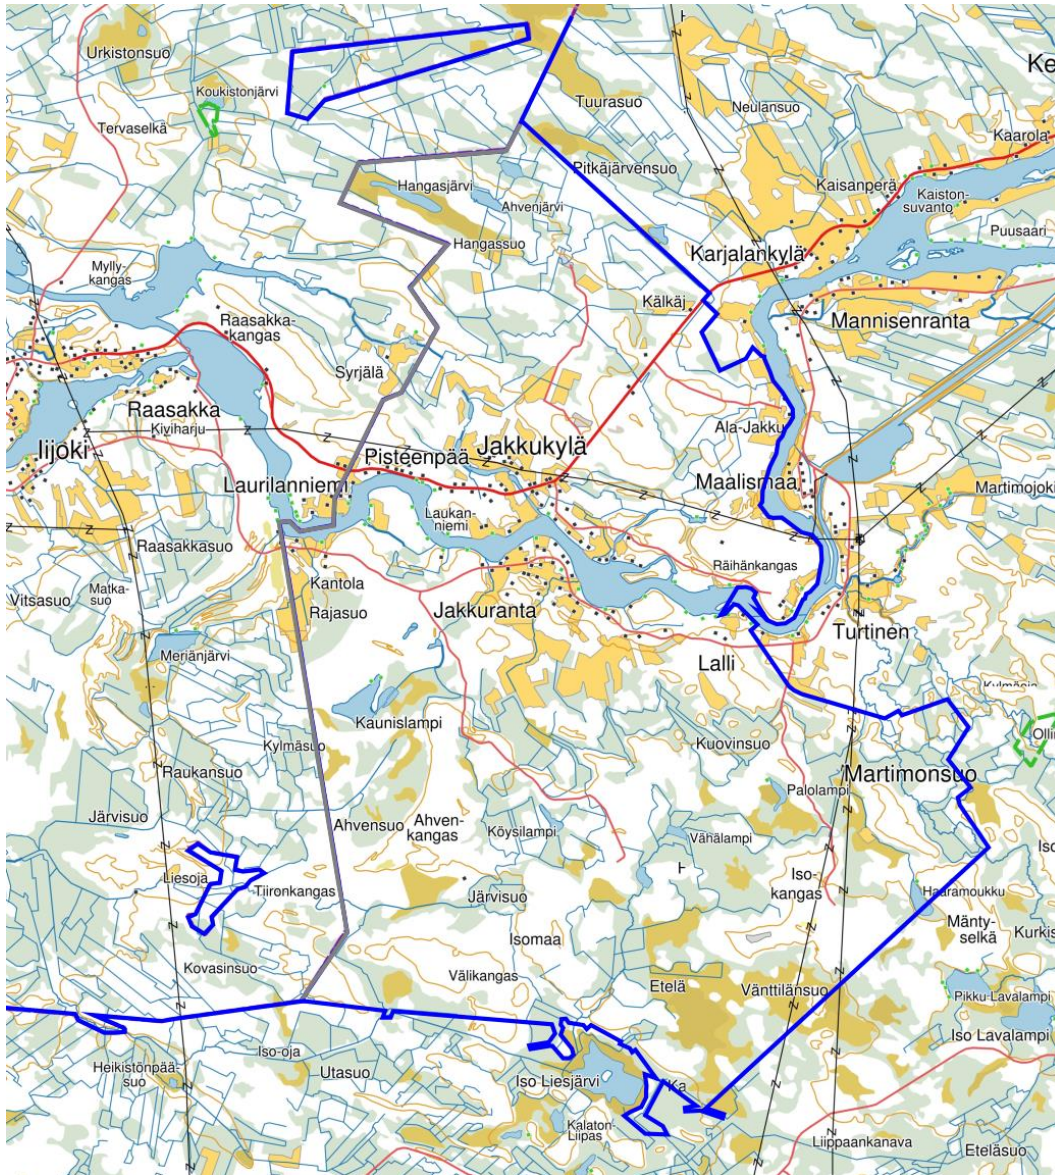 Urkistonsuo
Koukistonjärvi
Tervaselkä
Tuurasuo
Neulansuo
Ke
Kaarola
Pitkäjärvensuo
Hangasjärvi
Ahvenjärvi
Kaisanperä
Kaiston-
suvanto
Puusaari
Hangassuo
Karjalankylä
Mylly-
kangas
Kälkäj
Raasakka-
kangas
Mannisenranta
Syrjälä
Raasakka
Kiviharju
Ala-Jakku
Iijoki
Pisteenpää
Jakkukylä
Laurilanniemi
Maalismaa
Martimojoki
Laukan-
niemi
Raasakkasuo
Räihänkangas
Kantola
Matka-
suo
Vitsasuo
Rajasuo
Jakkuranta
Turtinen
Meriänjärvi
Lalli
Kaunislampi
Kylmäsuo
Kuovinsuo
Ollin
Raukansuo
Martimonsuo
Palolampi
Järvisuo
Ahvensuo
Ahven-
kangas
Köysilampi
Vähälampi
Iso
Liesoja
Tiironkangas
Järvisuo
Iso-
kangas
Haaramoukku
Mänty-
selkä
Kurkis
Isomaa
Kovasinsuo
Välikangas
Etelä
Vänttilänsuo
Pikku-Lavalampi
Iso Lavalampi
Iso-oja
Heikistönpää-
suo
Utasuo
Iso Liesjärvi
Ka
Kalaton-
Liipas
Liippaankanava
Eteläsuo